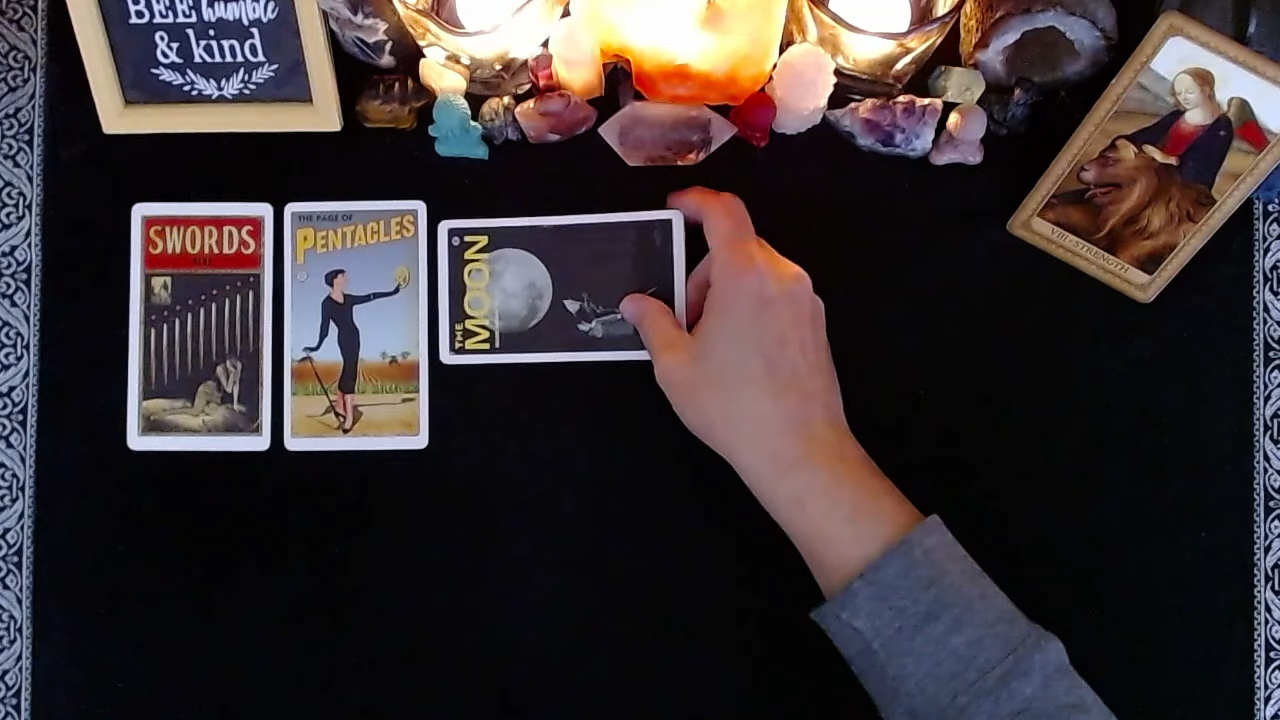 BEE humble
& kind
SWORDS
THE PAGE OF
PENTACLES
THE
MOON
VIII • STRENGTH